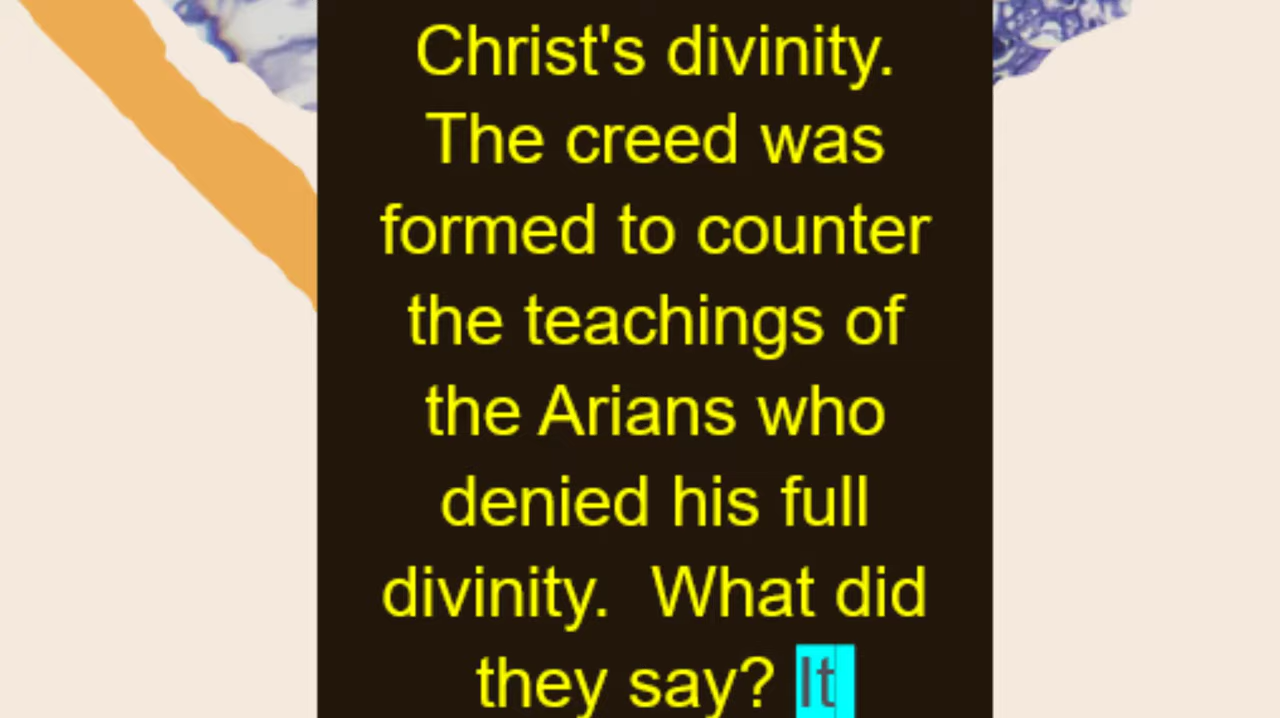 Christ's divinity.
The creed was
formed to counter
the teachings of
the Arians who
denied his full
divinity.  What did
they say? It